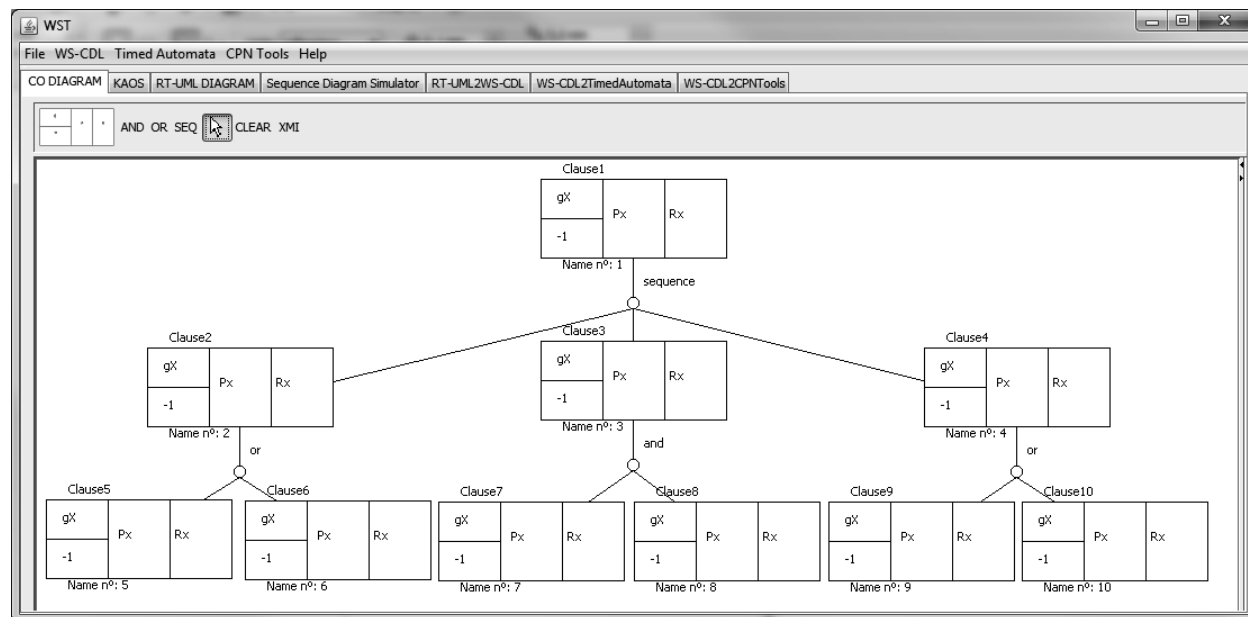 WST
File WS-CDL Timed Automata CPN Tools Help
CO DIAGRAM KAOS RT-UML DIAGRAM Sequence Diagram Simulator RT-UML2WS-CDL WS-CDL2TimedAutomata WS-CDL2CPNTools
AND OR SEQ CLEAR XMI
Clause1
gX Px Rx
-1
Name nº: 1
sequence
Clause2
gX Px Rx
-1
Name nº: 2
or
Clause3
gX Px Rx
-1
Name nº: 3
and
Clause4
gX Px Rx
-1
Name nº: 4
or
Clause5
gX Px Rx
-1
Name nº: 5
Clause6
gX Px Rx
-1
Name nº: 6
Clause7
gX Px Rx
-1
Name nº: 7
Clause8
gX Px Rx
-1
Name nº: 8
Clause9
gX Px Rx
-1
Name nº: 9
Clause10
gX Px Rx
-1
Name nº: 10